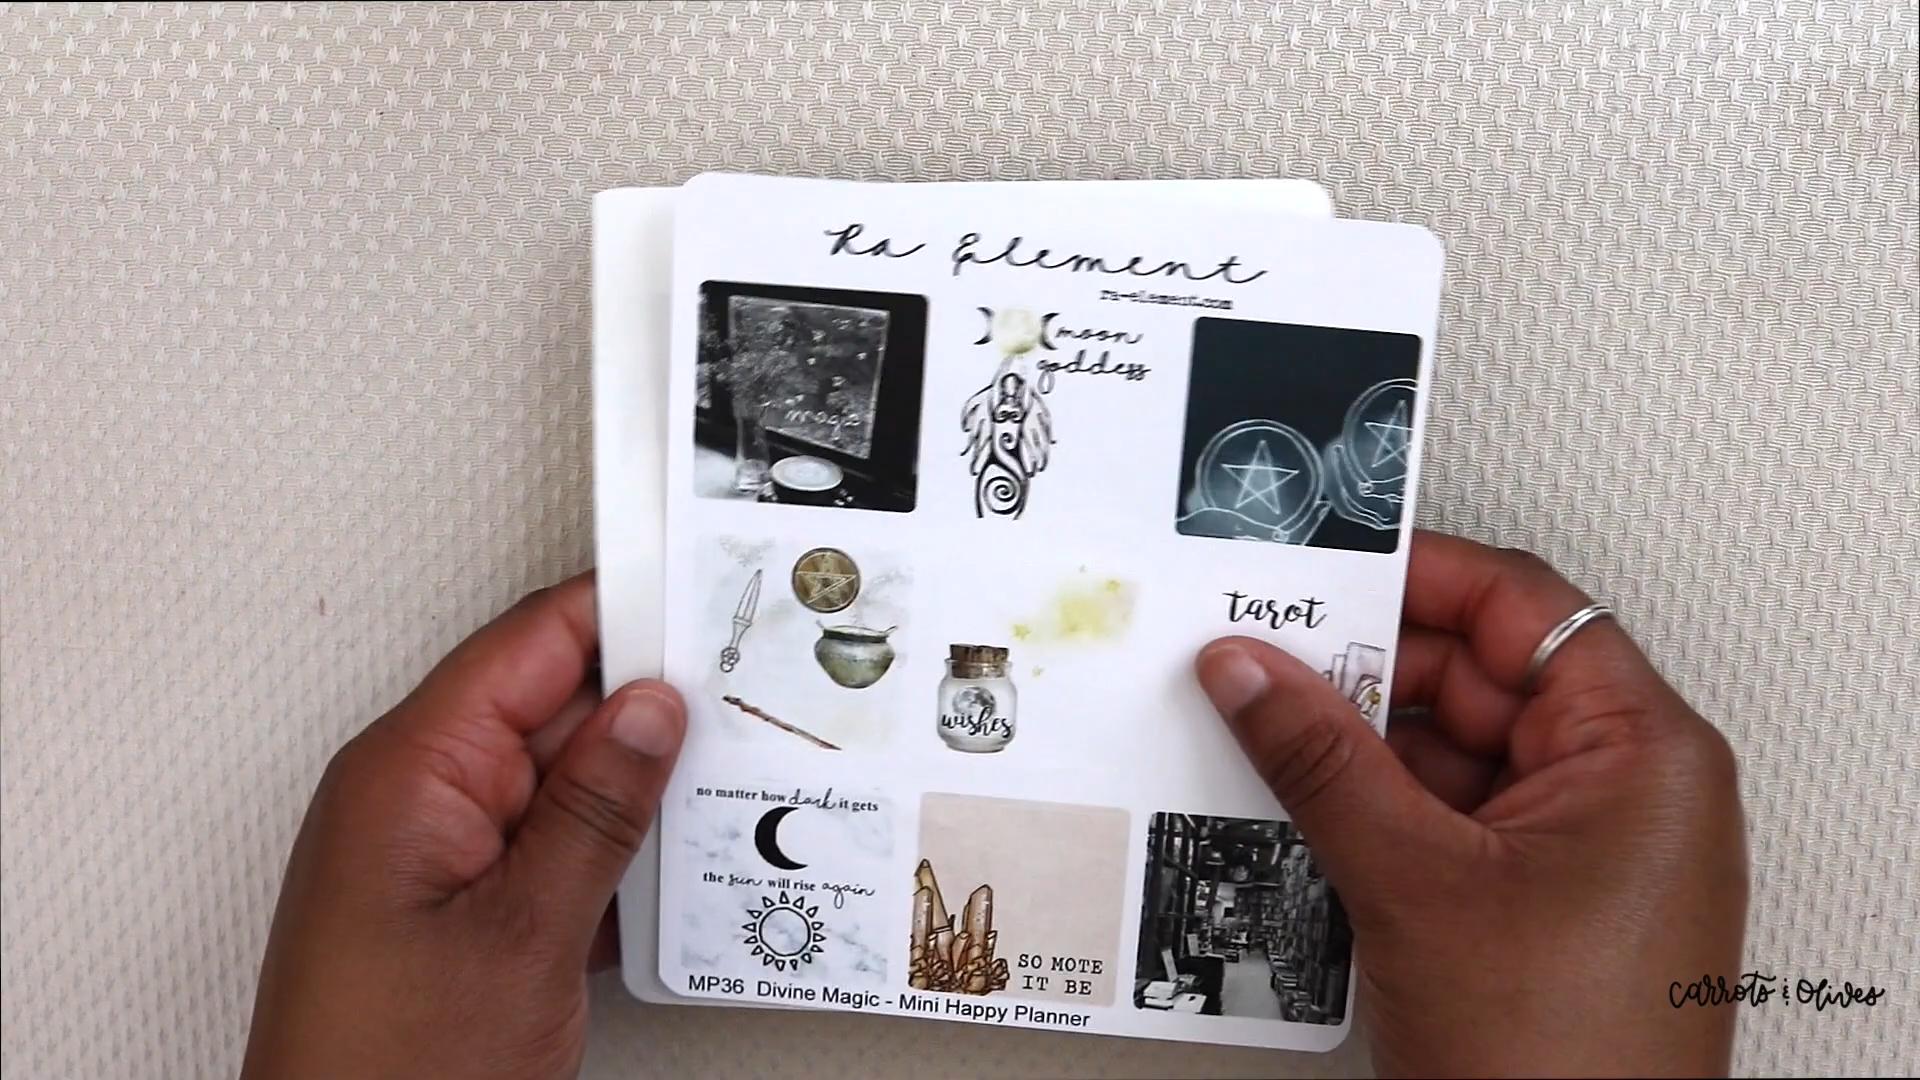 Ra Element
ra-element.com
magic
moon
goddess
tarot
wishes
no matter how dark it gets
the sun will rise again
SO MOTE
IT BE
MP36 Divine Magic - Mini Happy Planner
carrots & Olives